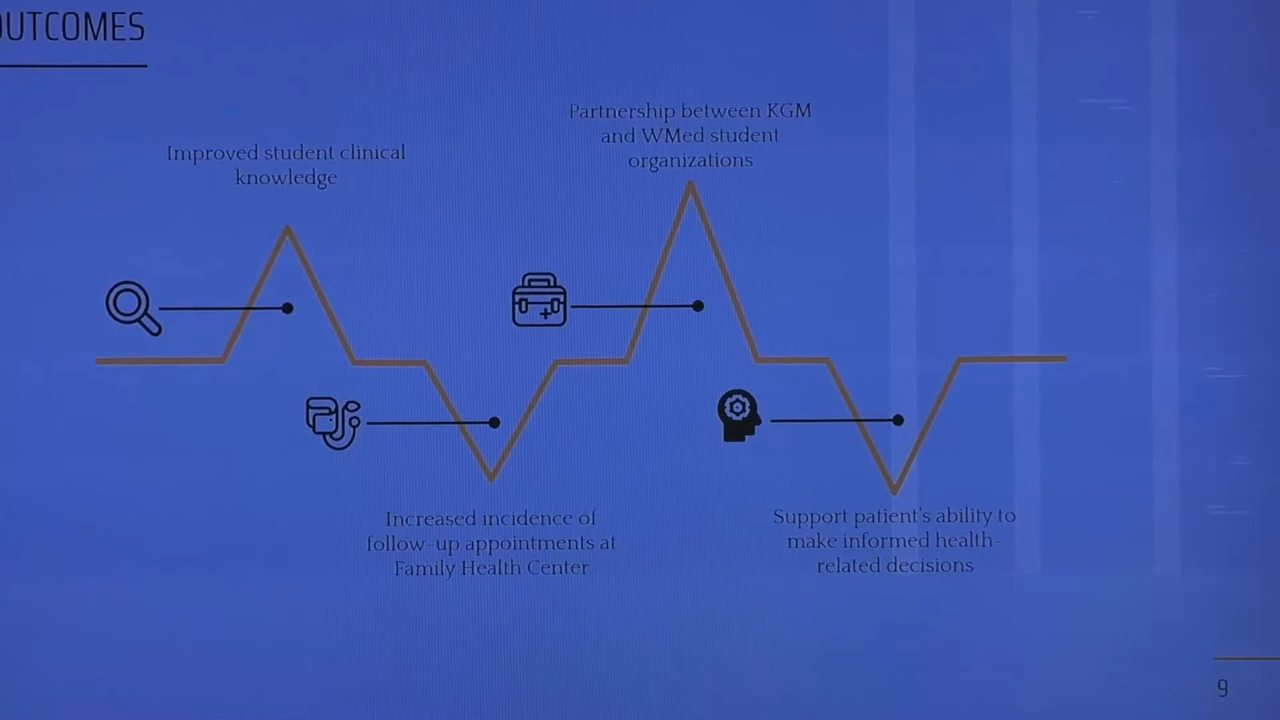 OUTCOMES
Partnership between KGM
and WMed student
organizations
Improved student clinical
knowledge
Increased incidence of
follow-up appointments at
Family Health Center
Support patient's ability to
make informed health-
related decisions
9